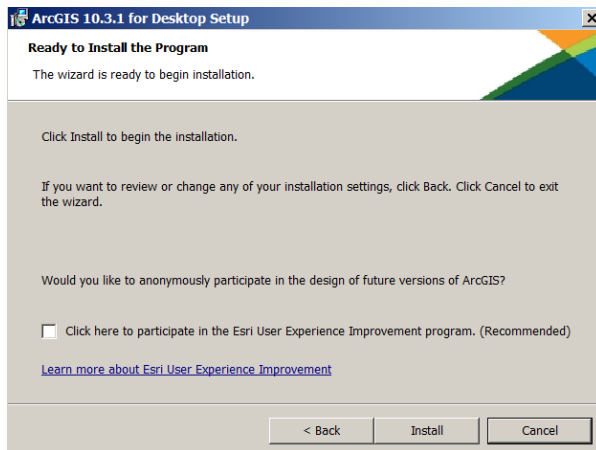 ArcGIS 10.3.1 for Desktop Setup
Ready to Install the Program
The wizard is ready to begin installation.
Click Install to begin the installation.
If you want to review or change any of your installation settings, click Back. Click Cancel to exit
the wizard.
Would you like to anonymously participate in the design of future versions of ArcGIS?
Click here to participate in the Esri User Experience Improvement program. (Recommended)
Learn more about Esri User Experience Improvement
< Back Install Cancel